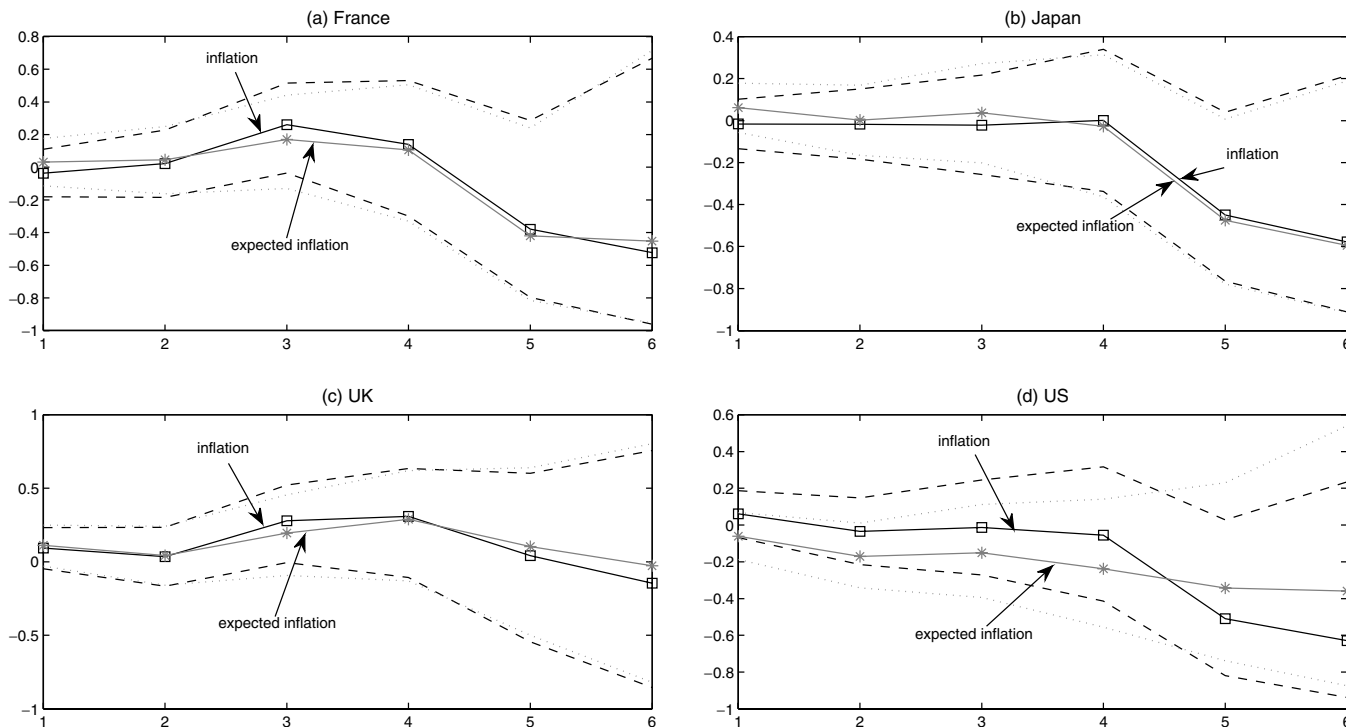 (a) France
0.8
0.6
0.4
0.2
0
−0.2
−0.4
−0.6
−0.8
−1
1 2 3 4 5 6
inflation
expected inflation
(b) Japan
0.4
0.2
0
−0.2
−0.4
−0.6
−0.8
−1
1 2 3 4 5 6
inflation
expected inflation
(c) UK
1
0.5
0
−0.5
−1
1 2 3 4 5 6
inflation
expected inflation
(d) US
0.6
0.4
0.2
0
−0.2
−0.4
−0.6
−0.8
−1
1 2 3 4 5 6
inflation
expected inflation